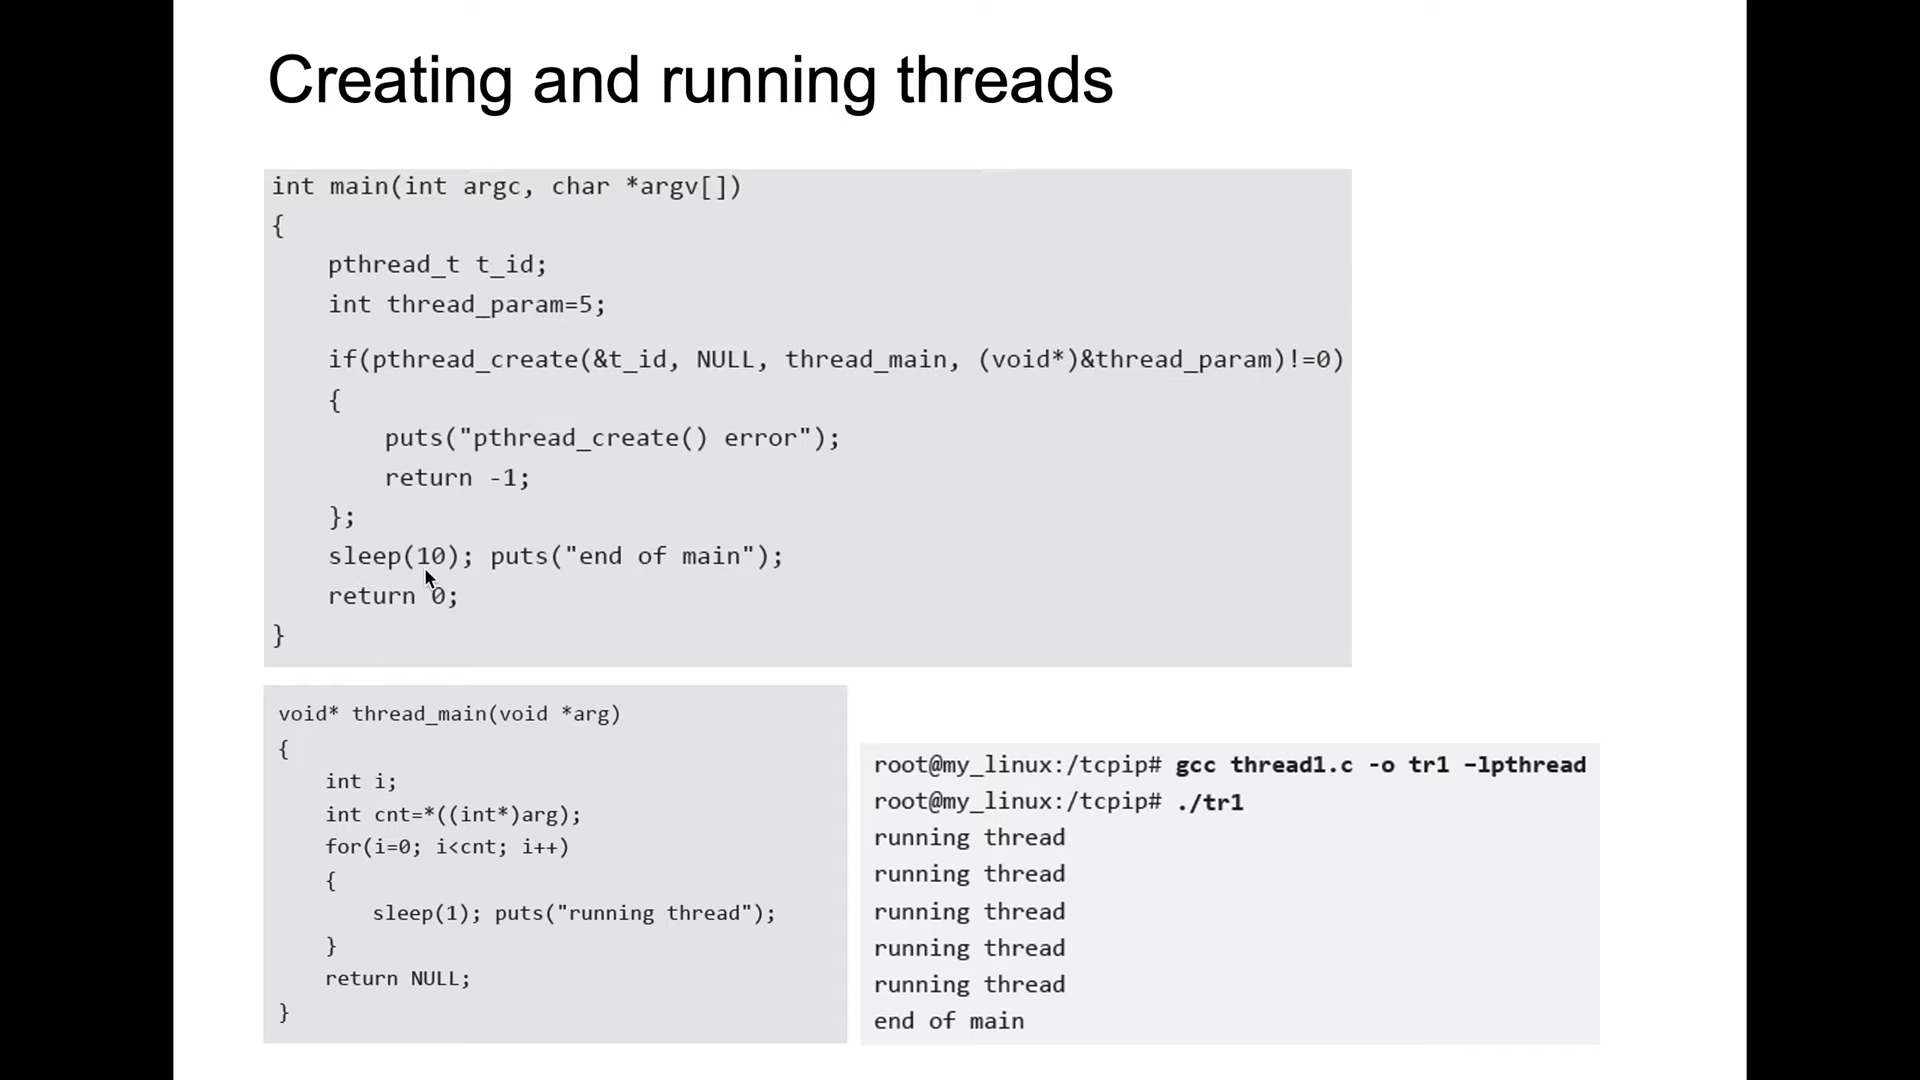 Creating and running threads
int main(int argc, char *argv[])
{
pthread_t t_id;
int thread_param=5;
if(pthread_create(&t_id, NULL, thread_main, (void*)&thread_param)!=0)
{
puts("pthread_create() error");
return -1;
};
sleep(10); puts("end of main");
return 0;
}
void* thread_main(void *arg)
{
int i;
int cnt=*((int*)arg);
for(i=0; i<cnt; i++)
{
sleep(1); puts("running thread");
}
return NULL;
}
root@my_linux:/tcpip# gcc thread1.c -o tr1 –lpthread
root@my_linux:/tcpip# ./tr1
running thread
running thread
running thread
running thread
running thread
end of main